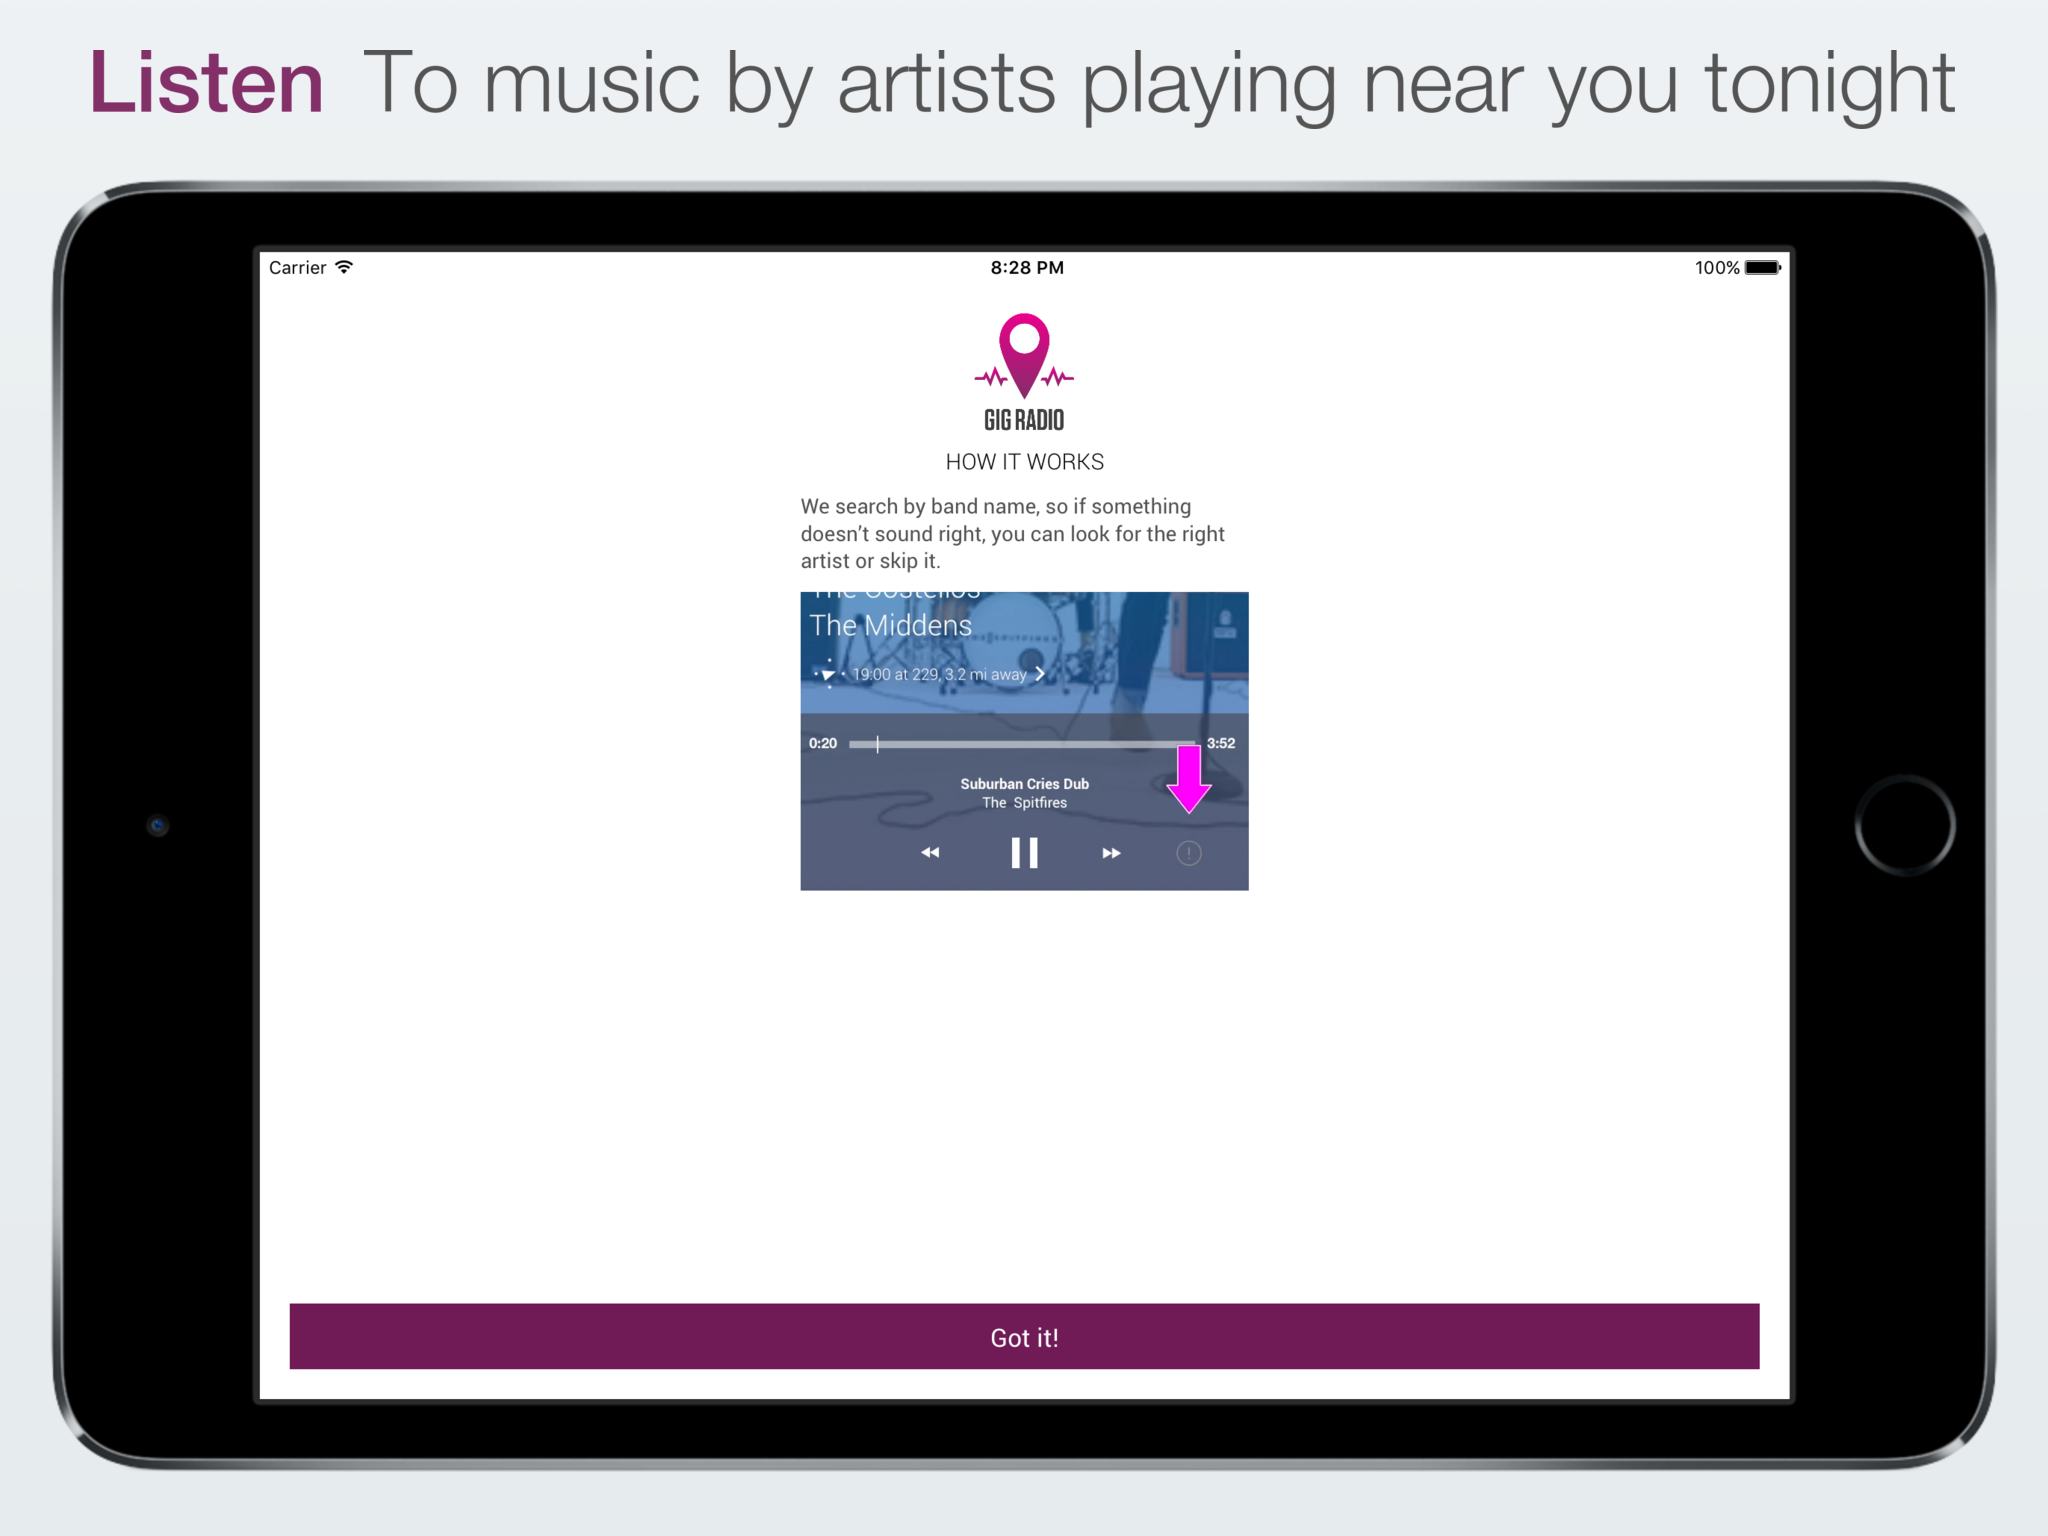 Listen To music by artists playing near you tonight
Carrier
8:28 PM
100%
GIG RADIO
HOW IT WORKS
We search by band name, so if something
doesn't sound right, you can look for the right
artist or skip it.
The Costellos
The Middens
19:00 at 229, 3.2 mi away
0:20
3:52
Suburban Cries Dub
The Spitfires
Got it!